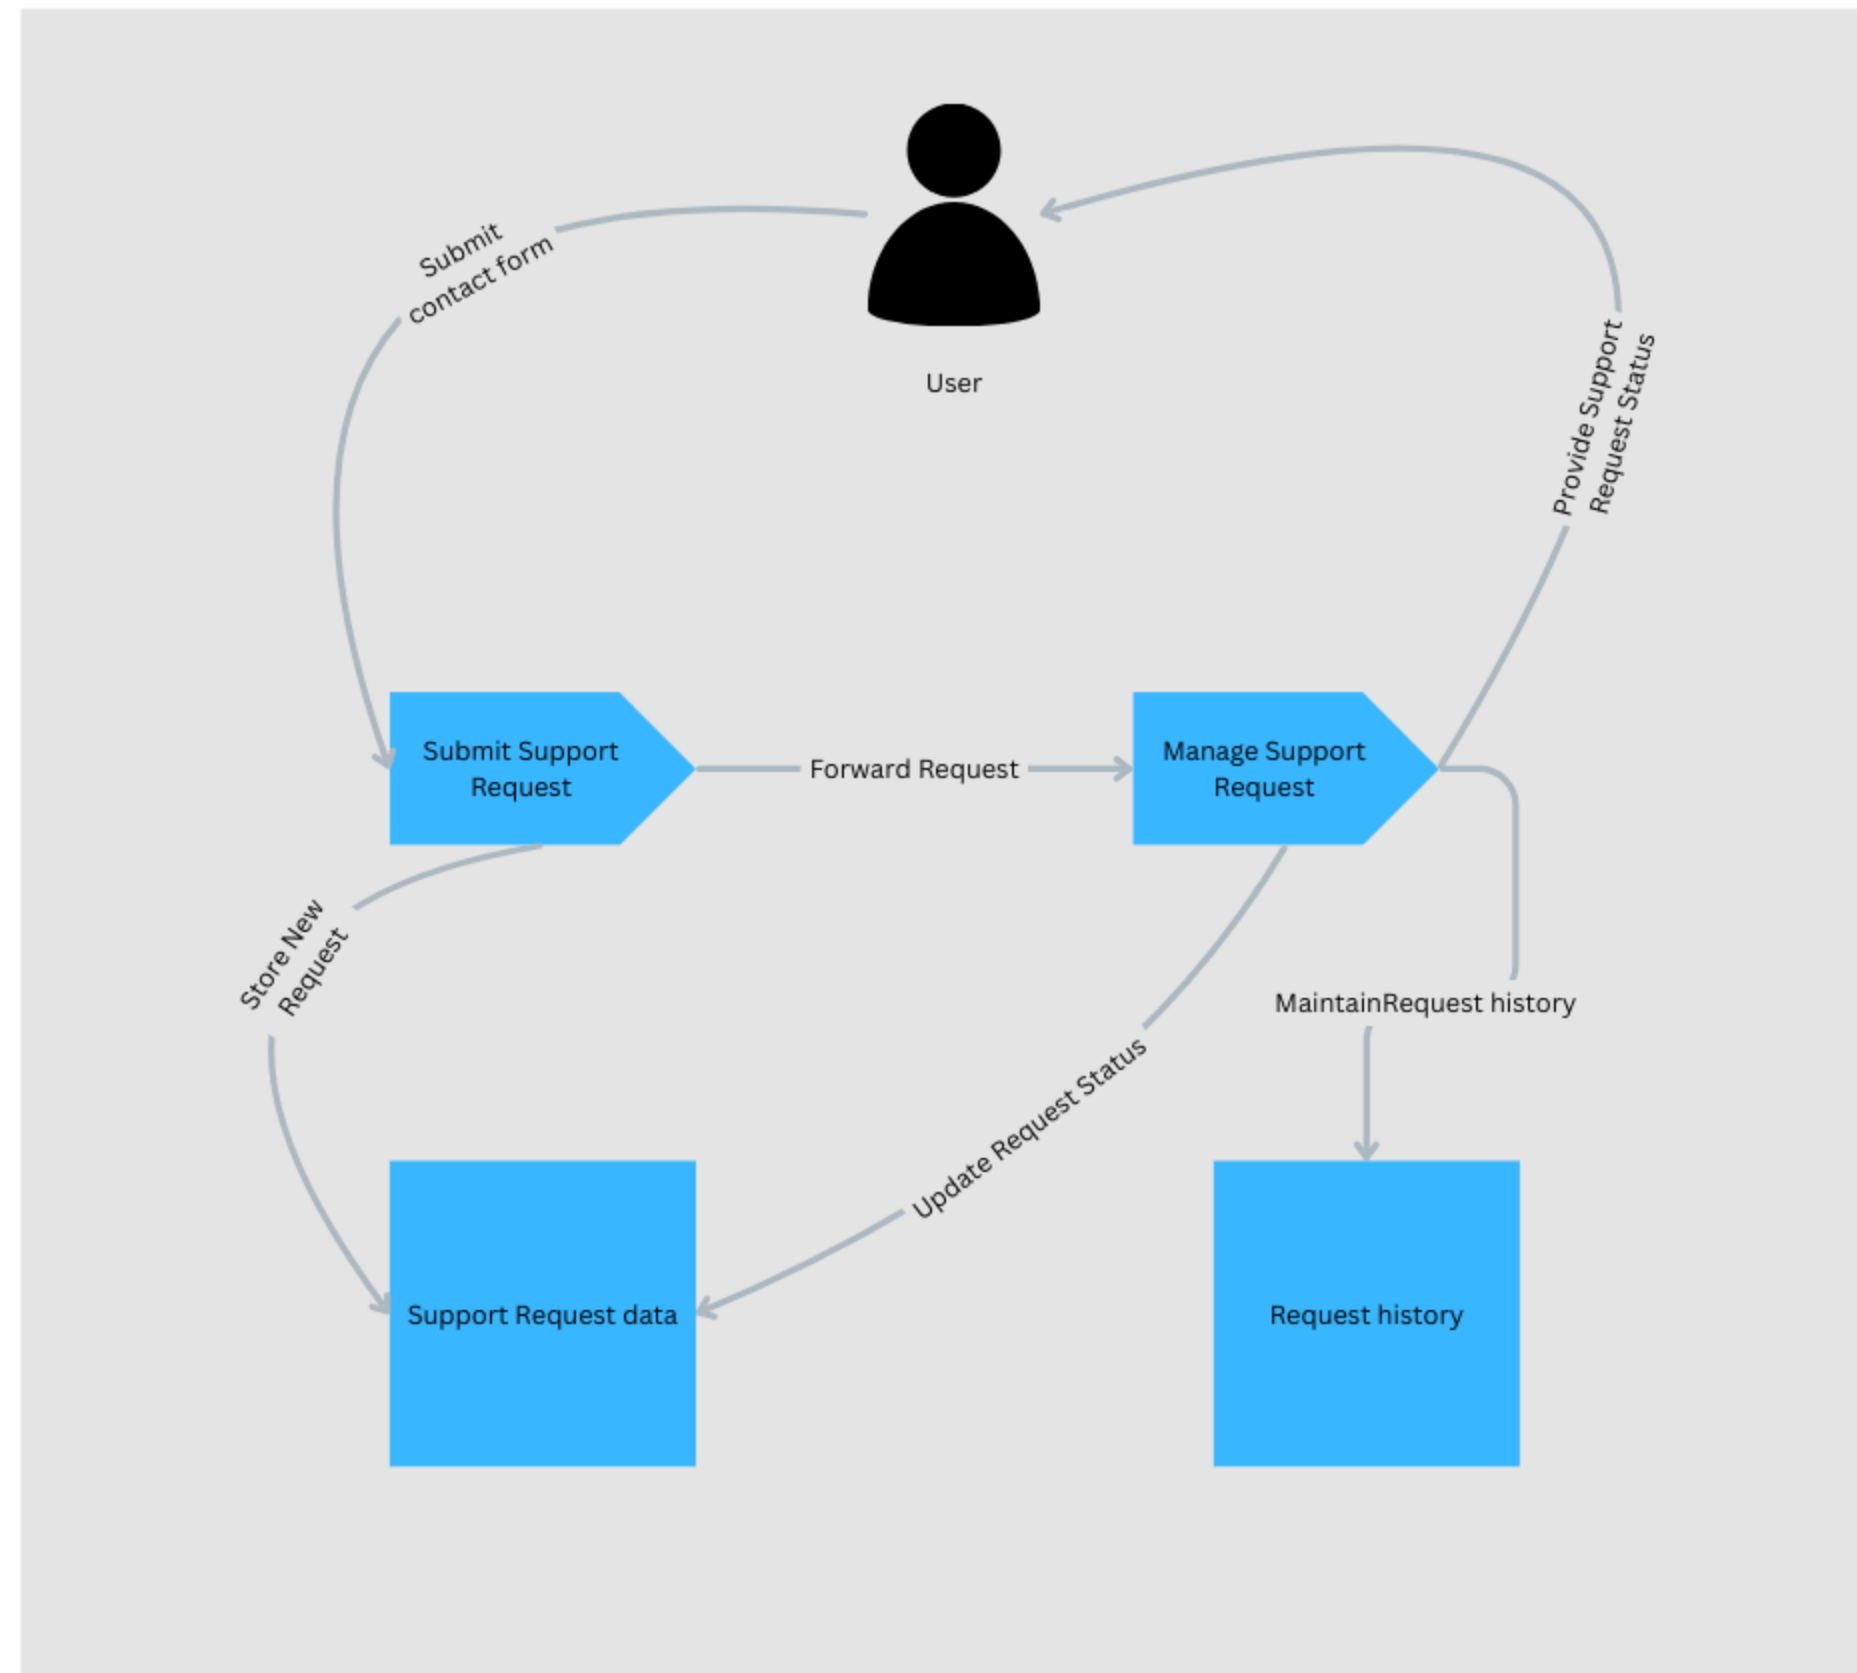 Submit
contact form
User
Provide Support
Request Status
Submit Support
Request
Forward Request
Manage Support
Request
Store New
Request
MaintainRequest history
Update Request Status
Support Request data
Request history